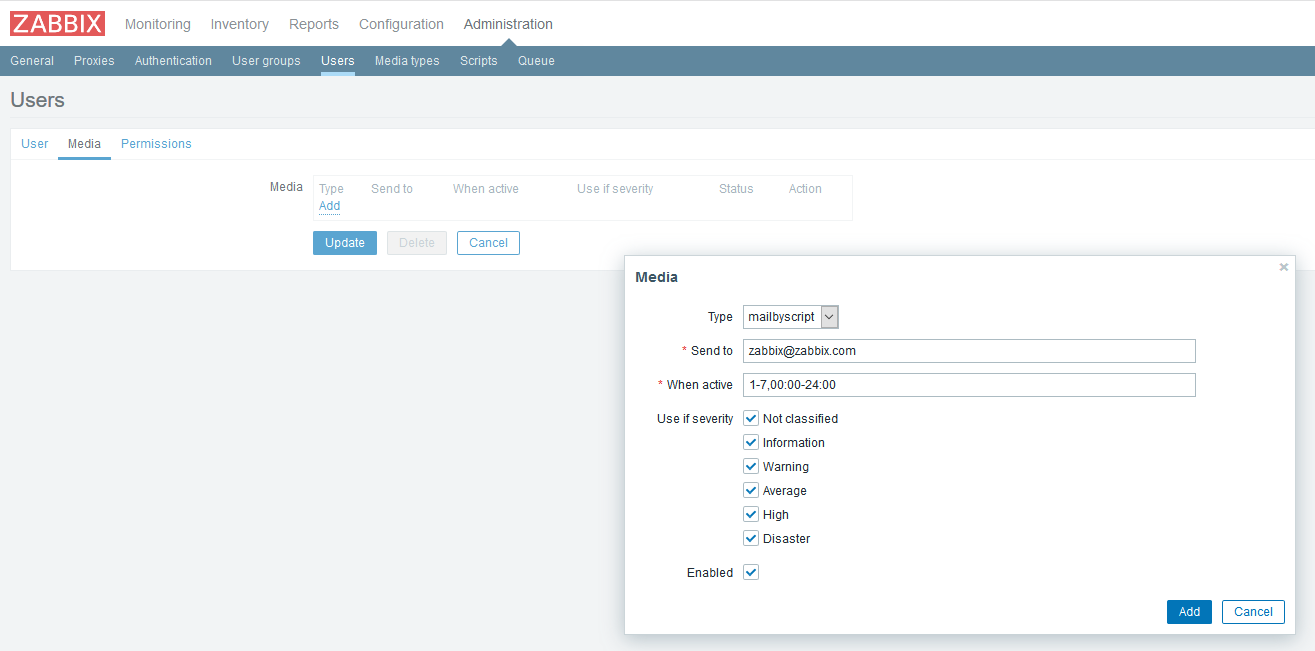 ZABBIX Monitoring Inventory Reports Configuration Administration
General Proxies Authentication User groups Users Media types Scripts Queue
Users
User Media Permissions
Media Type Send to When active Use if severity Status Action
Add
Update Delete Cancel
Media
Type mailbyscript
* Send to zabbix@zabbix.com
* When active 1-7,00:00-24:00
Use if severity Not classified
Information
Warning
Average
High
Disaster
Enabled
Add Cancel